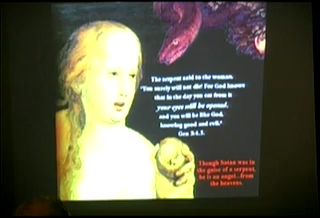 The serpent said to the woman,
"You surely will not die! For God knows
that in the day you eat from it
your eyes will be opened,
and you will be like God,
knowing good and evil."
Gen 3:4,5.
Though Satan was in
the guise of a serpent,
he is an angel...from
the heavens.